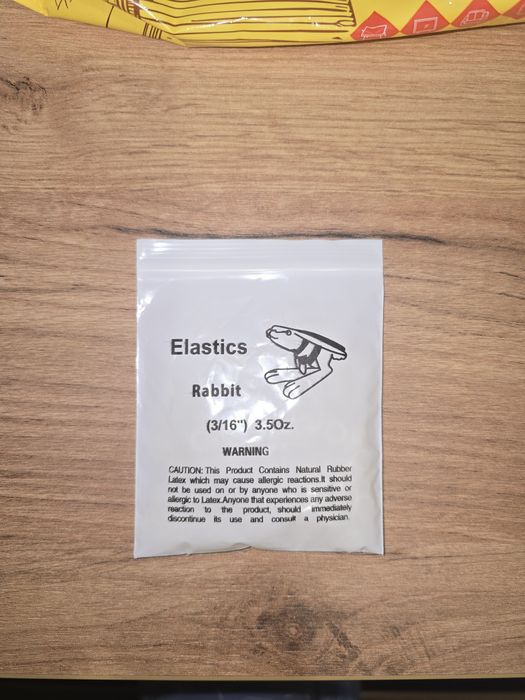 Elastics
Rabbit
(3/16") 3.5Oz.
WARNING
CAUTION: This Product Contains Natural Rubber
Latex which may cause allergic reactions.It should
not be used on or by anyone who is sensitive or
allergic to Latex.Anyone that experiences any adverse
reaction to the product, should immediately
discontinue its use and consult a physician.